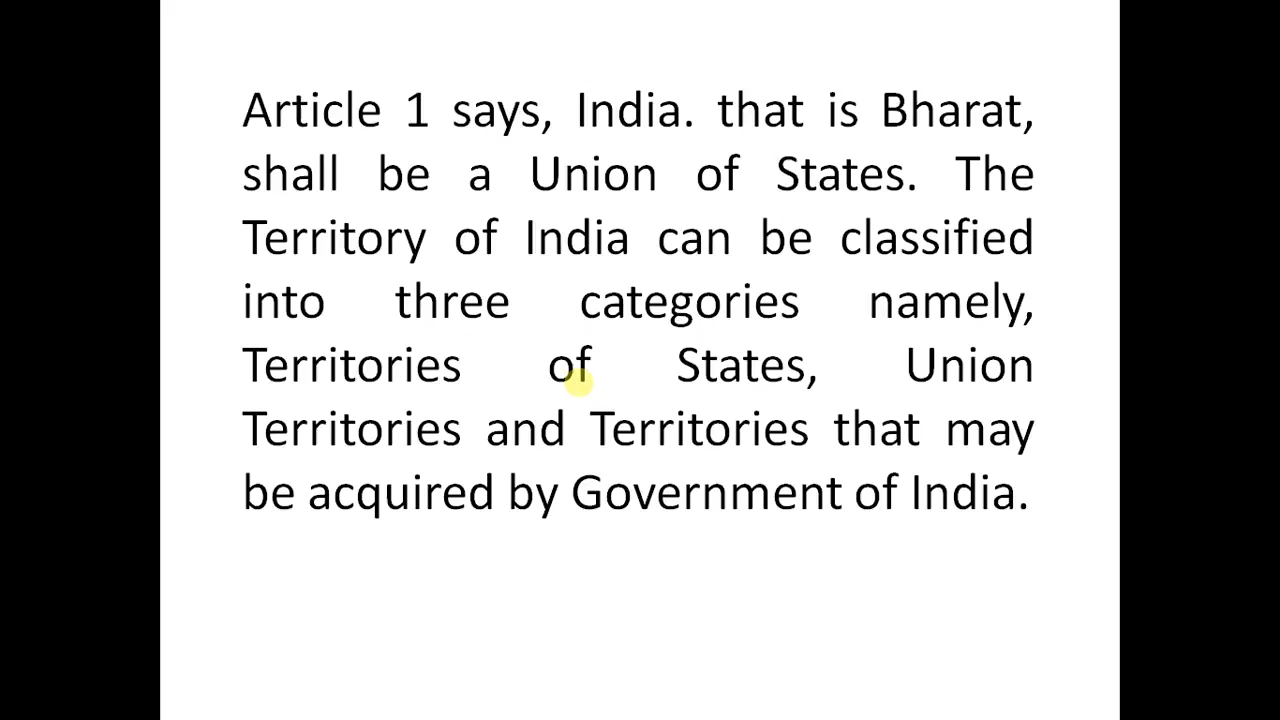 Article 1 says, India. that is Bharat,
shall be a Union of States. The
Territory of India can be classified
into three categories namely,
Territories of States, Union
Territories and Territories that may
be acquired by Government of India.